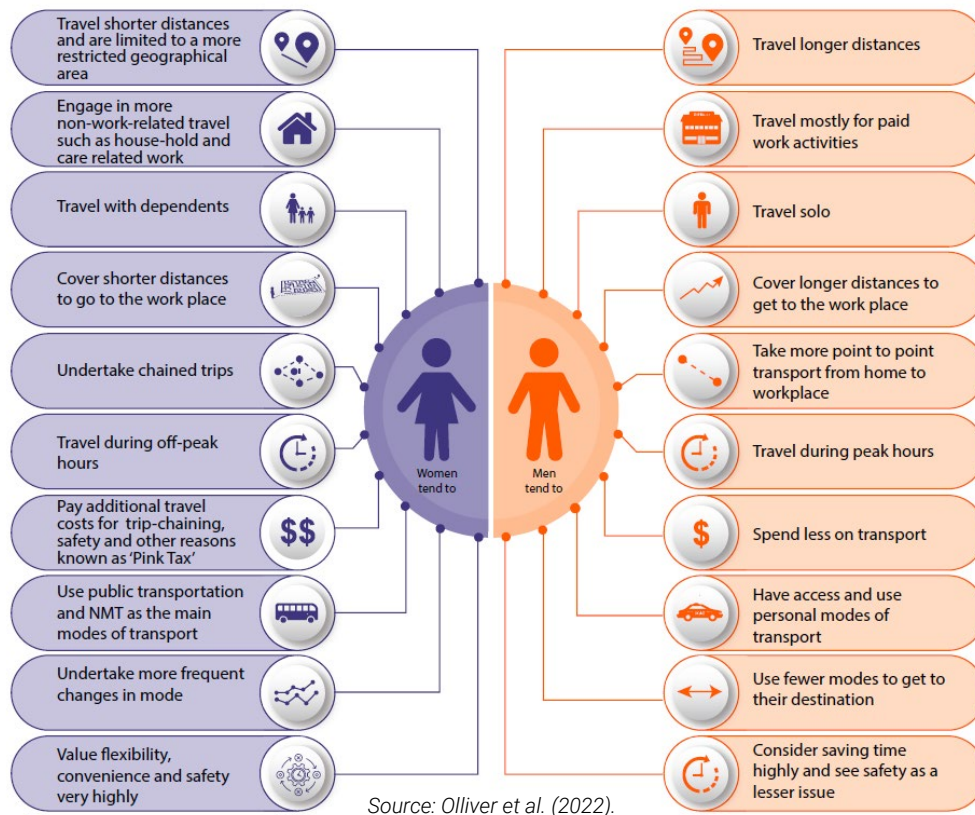 Travel shorter distances
and are limited to a more
restricted geographical
area
Engage in more
non-work-related travel
such as house-hold and
care related work
Travel with dependents
Cover shorter distances
to go to the work place
Undertake chained trips
Travel during off-peak
hours
Pay additional travel
costs for trip-chaining,
safety and other reasons
known as ‘Pink Tax’
$$
Use public transportation
and NMT as the main
modes of transport
Undertake more frequent
changes in mode
Value flexibility,
convenience and safety
very highly
Women
tend to
Men
tend to
Travel longer distances
Travel mostly for paid
work activities
Travel solo
Cover longer distances to
get to the work place
Take more point to point
transport from home to
workplace
Travel during peak hours
$
Spend less on transport
Have access and use
personal modes of
transport
Use fewer modes to get to
their destination
Consider saving time
highly and see safety as a
lesser issue
Source: Olliver et al. (2022).